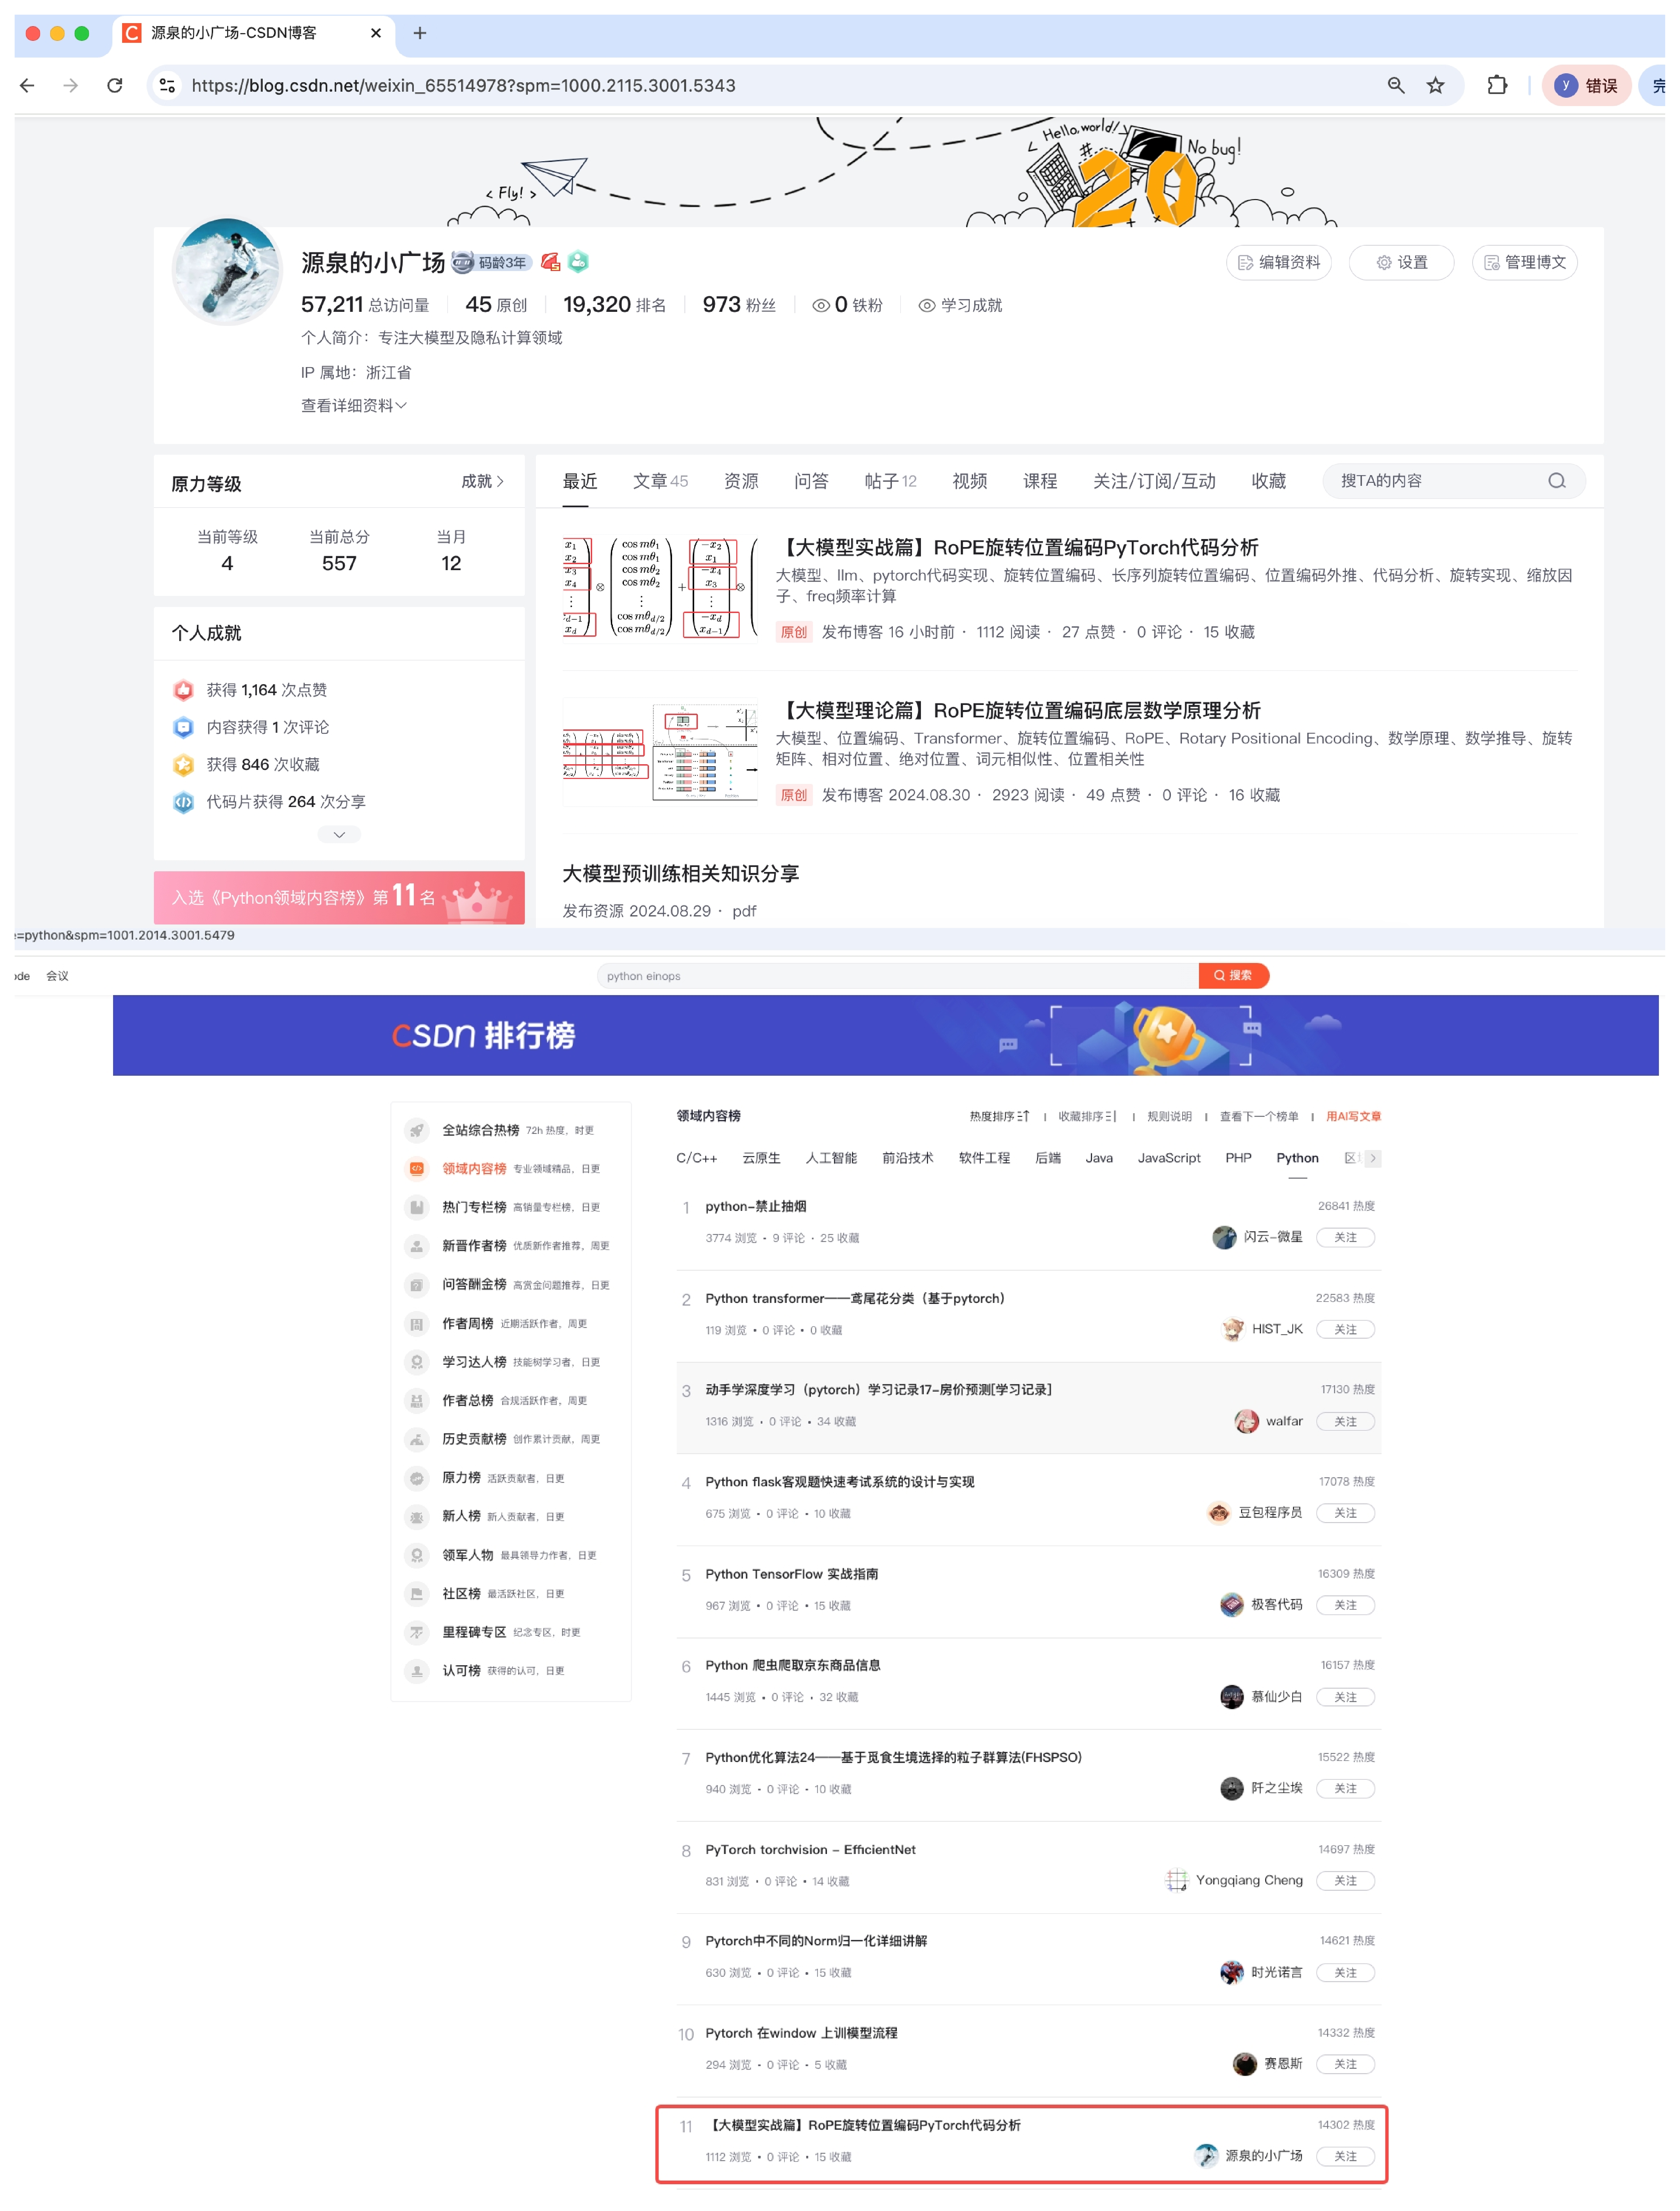 源泉的小广场-CSDN博客
https://blog.csdn.net/weixin_65514978?spm=1000.2115.3001.5343
y 错误 完
< Fly! >
< Hello, world!/>
#
No bug!
20
源泉的小广场 码龄3年
编辑资料 设置 管理博文
57,211 总访问量 45 原创 19,320 排名 973 粉丝 0 铁粉 学习成就
个人简介：专注大模型及隐私计算领域
IP 属地：浙江省
查看详细资料
原力等级 成就
当前等级 当前总分 当月
4 557 12
个人成就
获得 1,164 次点赞
内容获得 1 次评论
获得 846 次收藏
代码片获得 264 次分享
入选《Python领域内容榜》第 11 名
最近 文章 45 资源 问答 帖子 12 视频 课程 关注/订阅/互动 收藏 搜TA的内容
【大模型实战篇】RoPE旋转位置编码PyTorch代码分析
大模型、llm、pytorch代码实现、旋转位置编码、长序列旋转位置编码、位置编码外推、代码分析、旋转实现、缩放因
子、freq频率计算
原创 发布博客 16 小时前 · 1112 阅读 · 27 点赞 · 0 评论 · 15 收藏
【大模型理论篇】RoPE旋转位置编码底层数学原理分析
大模型、位置编码、Transformer、旋转位置编码、RoPE、Rotary Positional Encoding、数学原理、数学推导、旋转
矩阵、相对位置、绝对位置、词元相似性、位置相关性
原创 发布博客 2024.08.30 · 2923 阅读 · 49 点赞 · 0 评论 · 16 收藏
大模型预训练相关知识分享
发布资源 2024.08.29 · pdf
e=python&spm=1001.2014.3001.5479
ode 会议 python einops 搜索
CSDN 排行榜
全站综合热榜 72h 热度，时更
领域内容榜 专业领域精品，日更
热门专栏榜 高销量专栏榜，日更
新晋作者榜 优质新作者推荐，周更
问答酬金榜 高赏金问题推荐，日更
作者周榜 近期活跃作者，周更
学习达人榜 技能树学习者，日更
作者总榜 合规活跃作者，周更
历史贡献榜 创作累计贡献，周更
原力榜 活跃贡献者，日更
新人榜 新人贡献者，日更
领军人物 最具领导力作者，日更
社区榜 最活跃社区，日更
里程碑专区 纪念专区，时更
认可榜 获得的认可，日更
领域内容榜 热度排序 收藏排序 规则说明 查看下一个榜单 用AI写文章
C/C++ 云原生 人工智能 前沿技术 软件工程 后端 Java JavaScript PHP Python 区
1 python-禁止抽烟 26841 热度
3774 浏览 • 9 评论 • 25 收藏 闪云-微星 关注
2 Python transformer——鸢尾花分类（基于pytorch） 22583 热度
119 浏览 • 0 评论 • 0 收藏 HIST_JK 关注
3 动手学深度学习（pytorch）学习记录17-房价预测[学习记录] 17130 热度
1316 浏览 • 0 评论 • 34 收藏 walfar 关注
4 Python flask客观题快速考试系统的设计与实现 17078 热度
675 浏览 • 0 评论 • 10 收藏 豆包程序员 关注
5 Python TensorFlow 实战指南 16309 热度
967 浏览 • 0 评论 • 15 收藏 极客代码 关注
6 Python 爬虫爬取京东商品信息 16157 热度
1445 浏览 • 0 评论 • 32 收藏 慕仙少白 关注
7 Python优化算法24——基于觅食生境选择的粒子群算法(FHSPSO) 15522 热度
940 浏览 • 0 评论 • 10 收藏 阡之尘埃 关注
8 PyTorch torchvision - EfficientNet 14697 热度
831 浏览 • 0 评论 • 14 收藏 Yongqiang Cheng 关注
9 Pytorch中不同的Norm归一化详细讲解 14621 热度
630 浏览 • 0 评论 • 15 收藏 时光诺言 关注
10 Pytorch 在window 上训模型流程 14332 热度
294 浏览 • 0 评论 • 5 收藏 赛恩斯 关注
11 【大模型实战篇】RoPE旋转位置编码PyTorch代码分析 14302 热度
1112 浏览 • 0 评论 • 15 收藏 源泉的小广场 关注